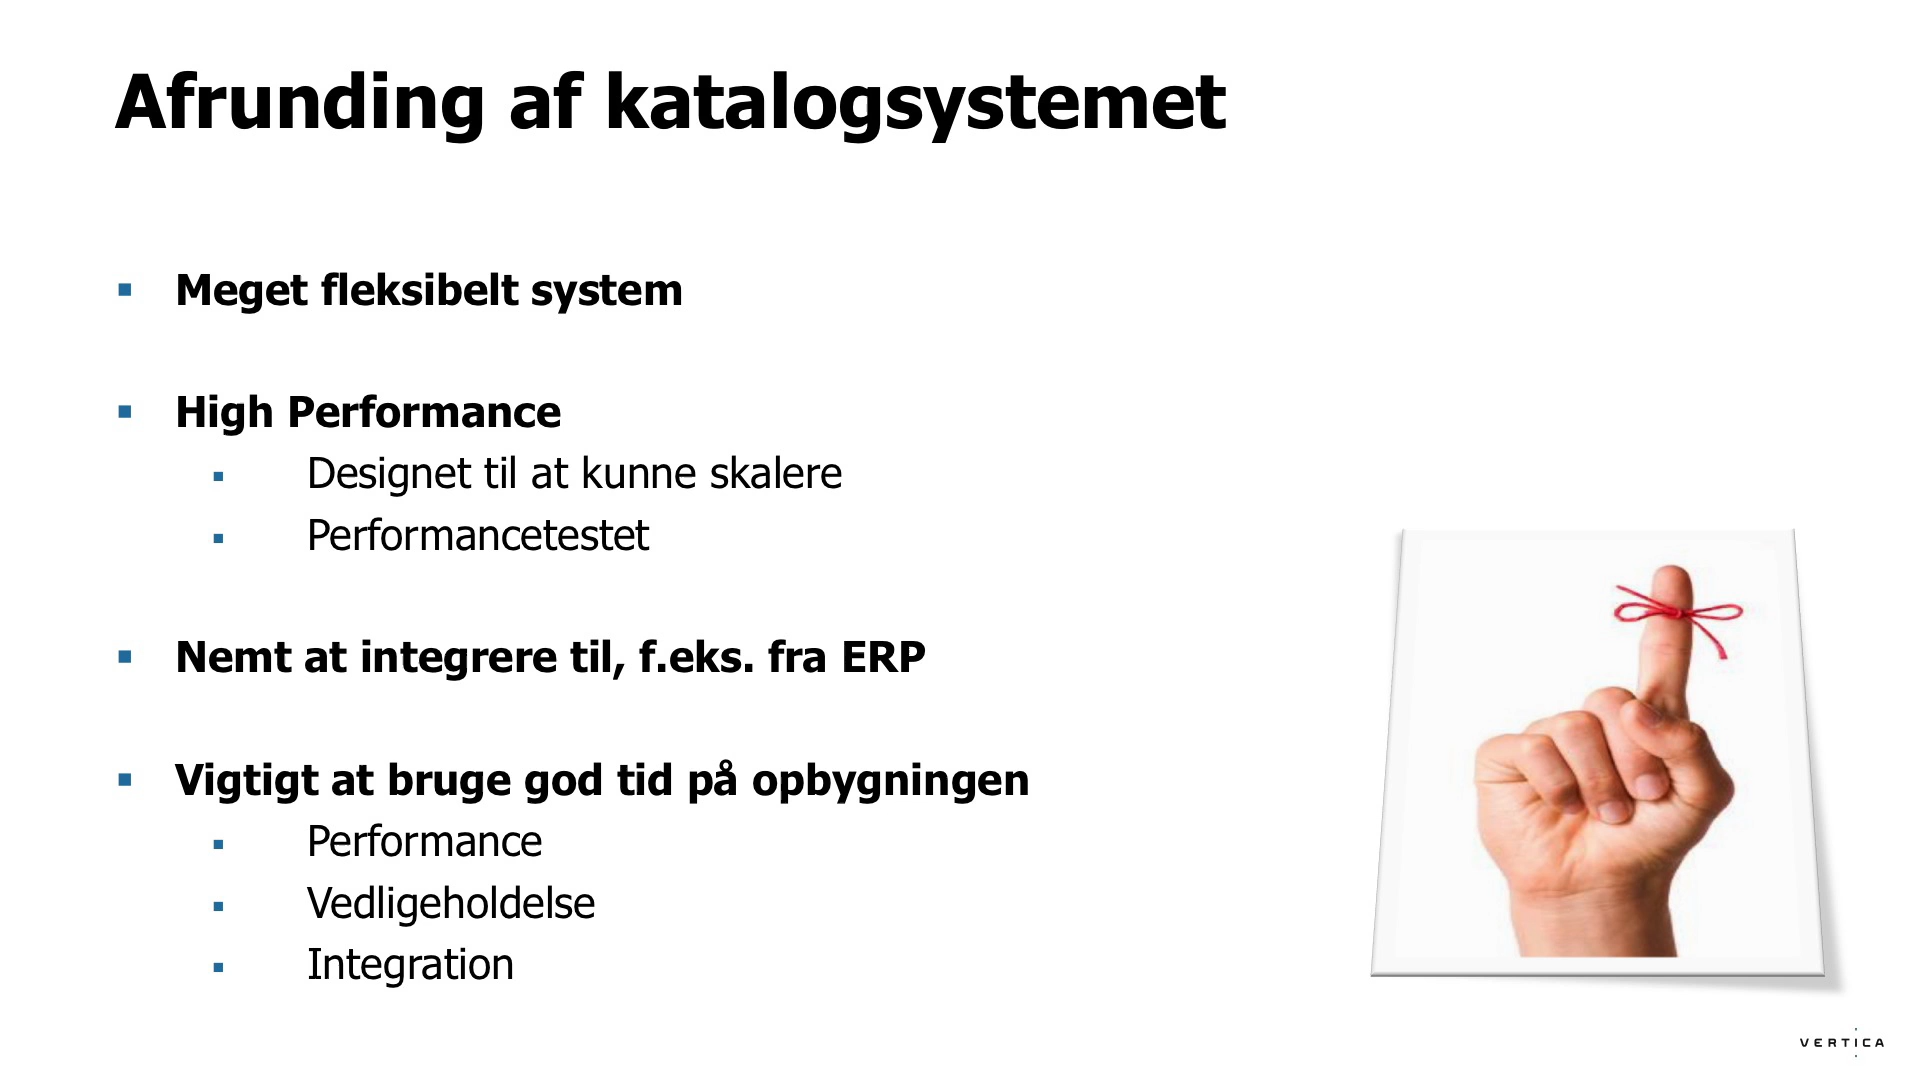 Afrunding af katalogsystemet
Meget fleksibelt system
High Performance
Designet til at kunne skalere
Performancetestet
Nemt at integrere til, f.eks. fra ERP
Vigtigt at bruge god tid på opbygningen
Performance
Vedligeholdelse
Integration
VERTICA